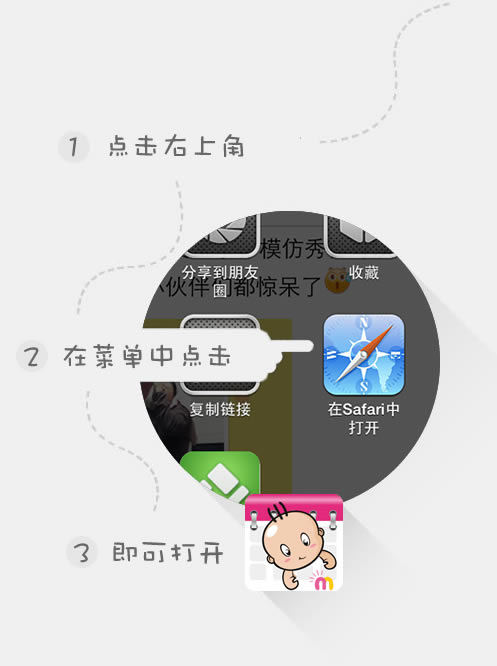 1 点击右上角
模仿秀
分享到朋友
圈
收藏
小伙伴们都惊呆了
2 在菜单中点击
复制链接
在Safari中
打开
3 即可打开